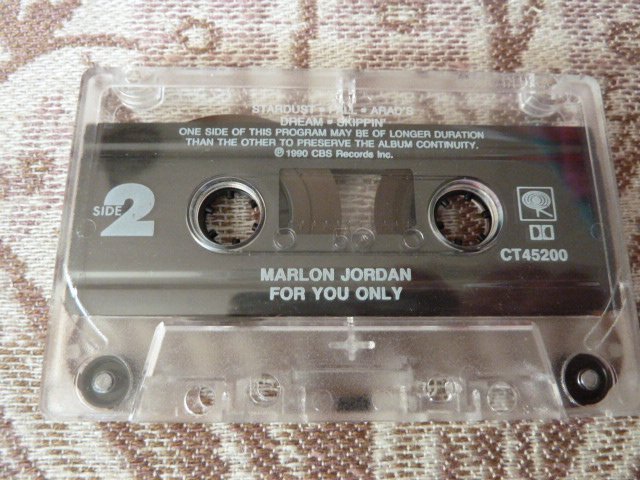 STARDUST • • ARAD'S
DREAM • SKIPPIN'
ONE SIDE OF THIS PROGRAM MAY BE OF LONGER DURATION
THAN THE OTHER TO PRESERVE THE ALBUM CONTINUITY.
℗ 1990 CBS Records Inc.
SIDE 2
CT45200
MARLON JORDAN
FOR YOU ONLY